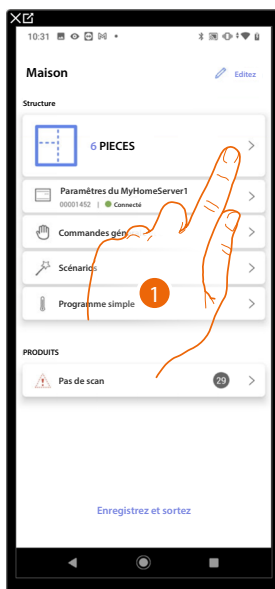 10:31
Maison
Editez
Structure
6 PIECES
Paramètres du MyHomeServer1
00001452 | Connecté
Commandes gén
Scénarios
Programme simple
1
PRODUITS
Pas de scan
29
Enregistrez et sortez